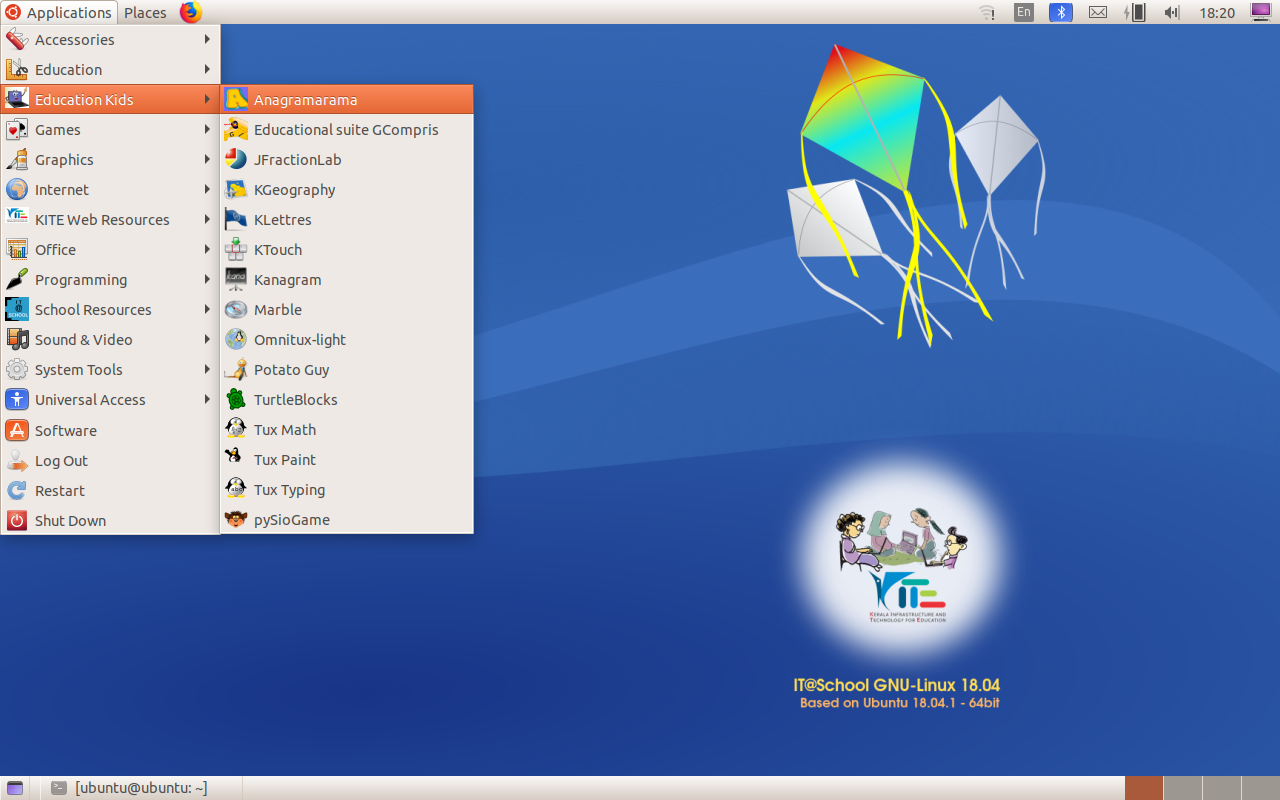 Applications Places En 18:20
Accessories
Education
Education Kids
Games
Graphics
Internet
KITE Web Resources
Office
Programming
School Resources
Sound & Video
System Tools
Universal Access
Software
Log Out
Restart
Shut Down
Anagramarama
Educational suite GCompris
JFractionLab
KGeography
KLettres
KTouch
Kanagram
Marble
Omnitux-light
Potato Guy
TurtleBlocks
Tux Math
Tux Paint
Tux Typing
pySioGame
KITE
KERALA INFRASTRUCTURE AND
TECHNOLOGY FOR EDUCATION
IT@School GNU-Linux 18.04
Based on Ubuntu 18.04.1 - 64bit
[ubuntu@ubuntu: ~]